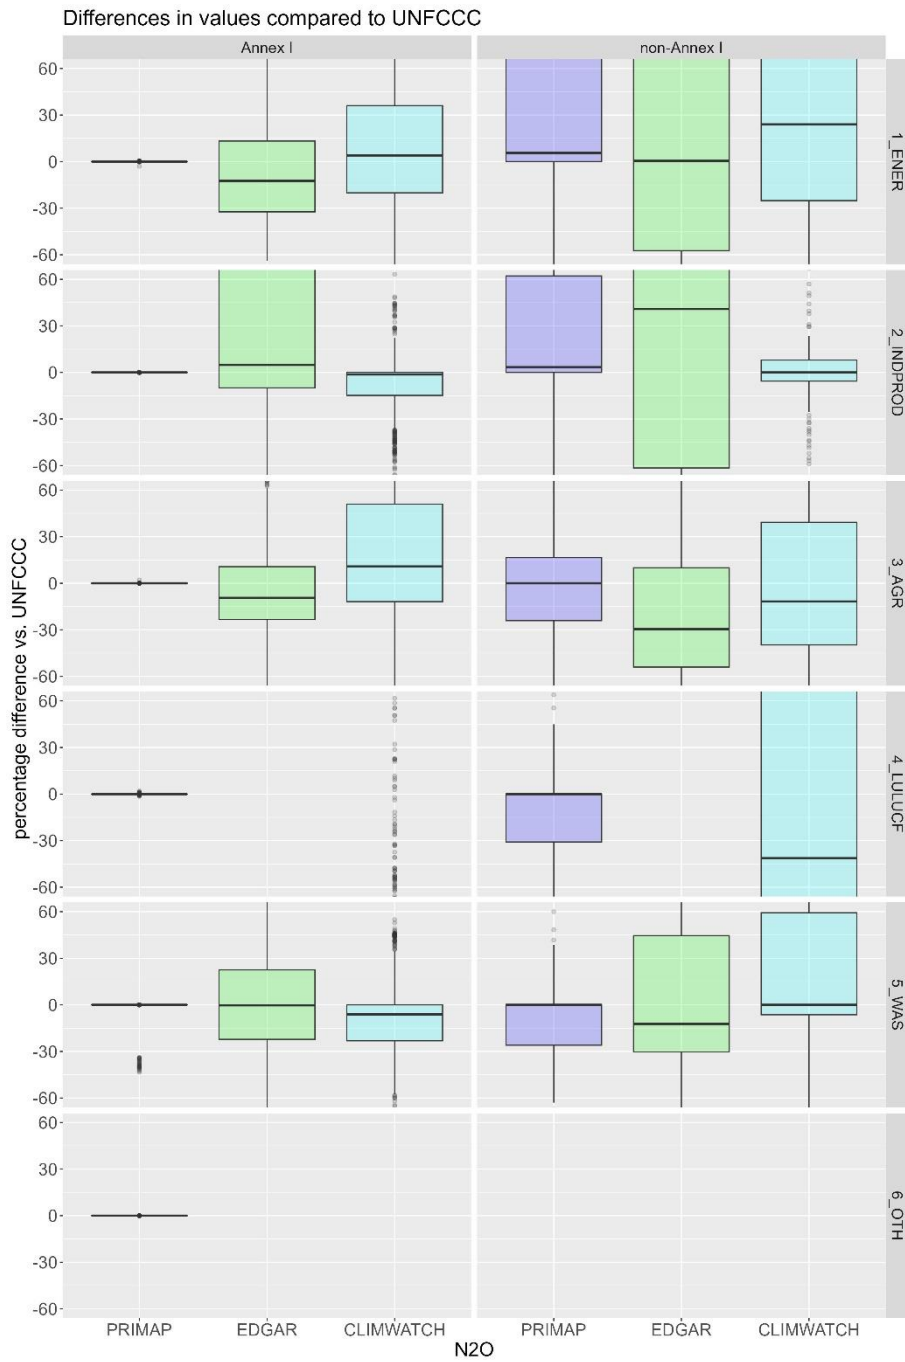 Differences in values compared to UNFCCC
Annex I
non-Annex I
percentage difference vs. UNFCCC
60
30
0
-30
-60
1_ENER
60
30
0
-30
-60
2_INDPROD
60
30
0
-30
-60
3_AGR
60
30
0
-30
-60
4_LULUCF
60
30
0
-30
-60
5_WAS
60
30
0
-30
-60
6_OTH
PRIMAP EDGAR CLIMWATCH PRIMAP EDGAR CLIMWATCH
N2O